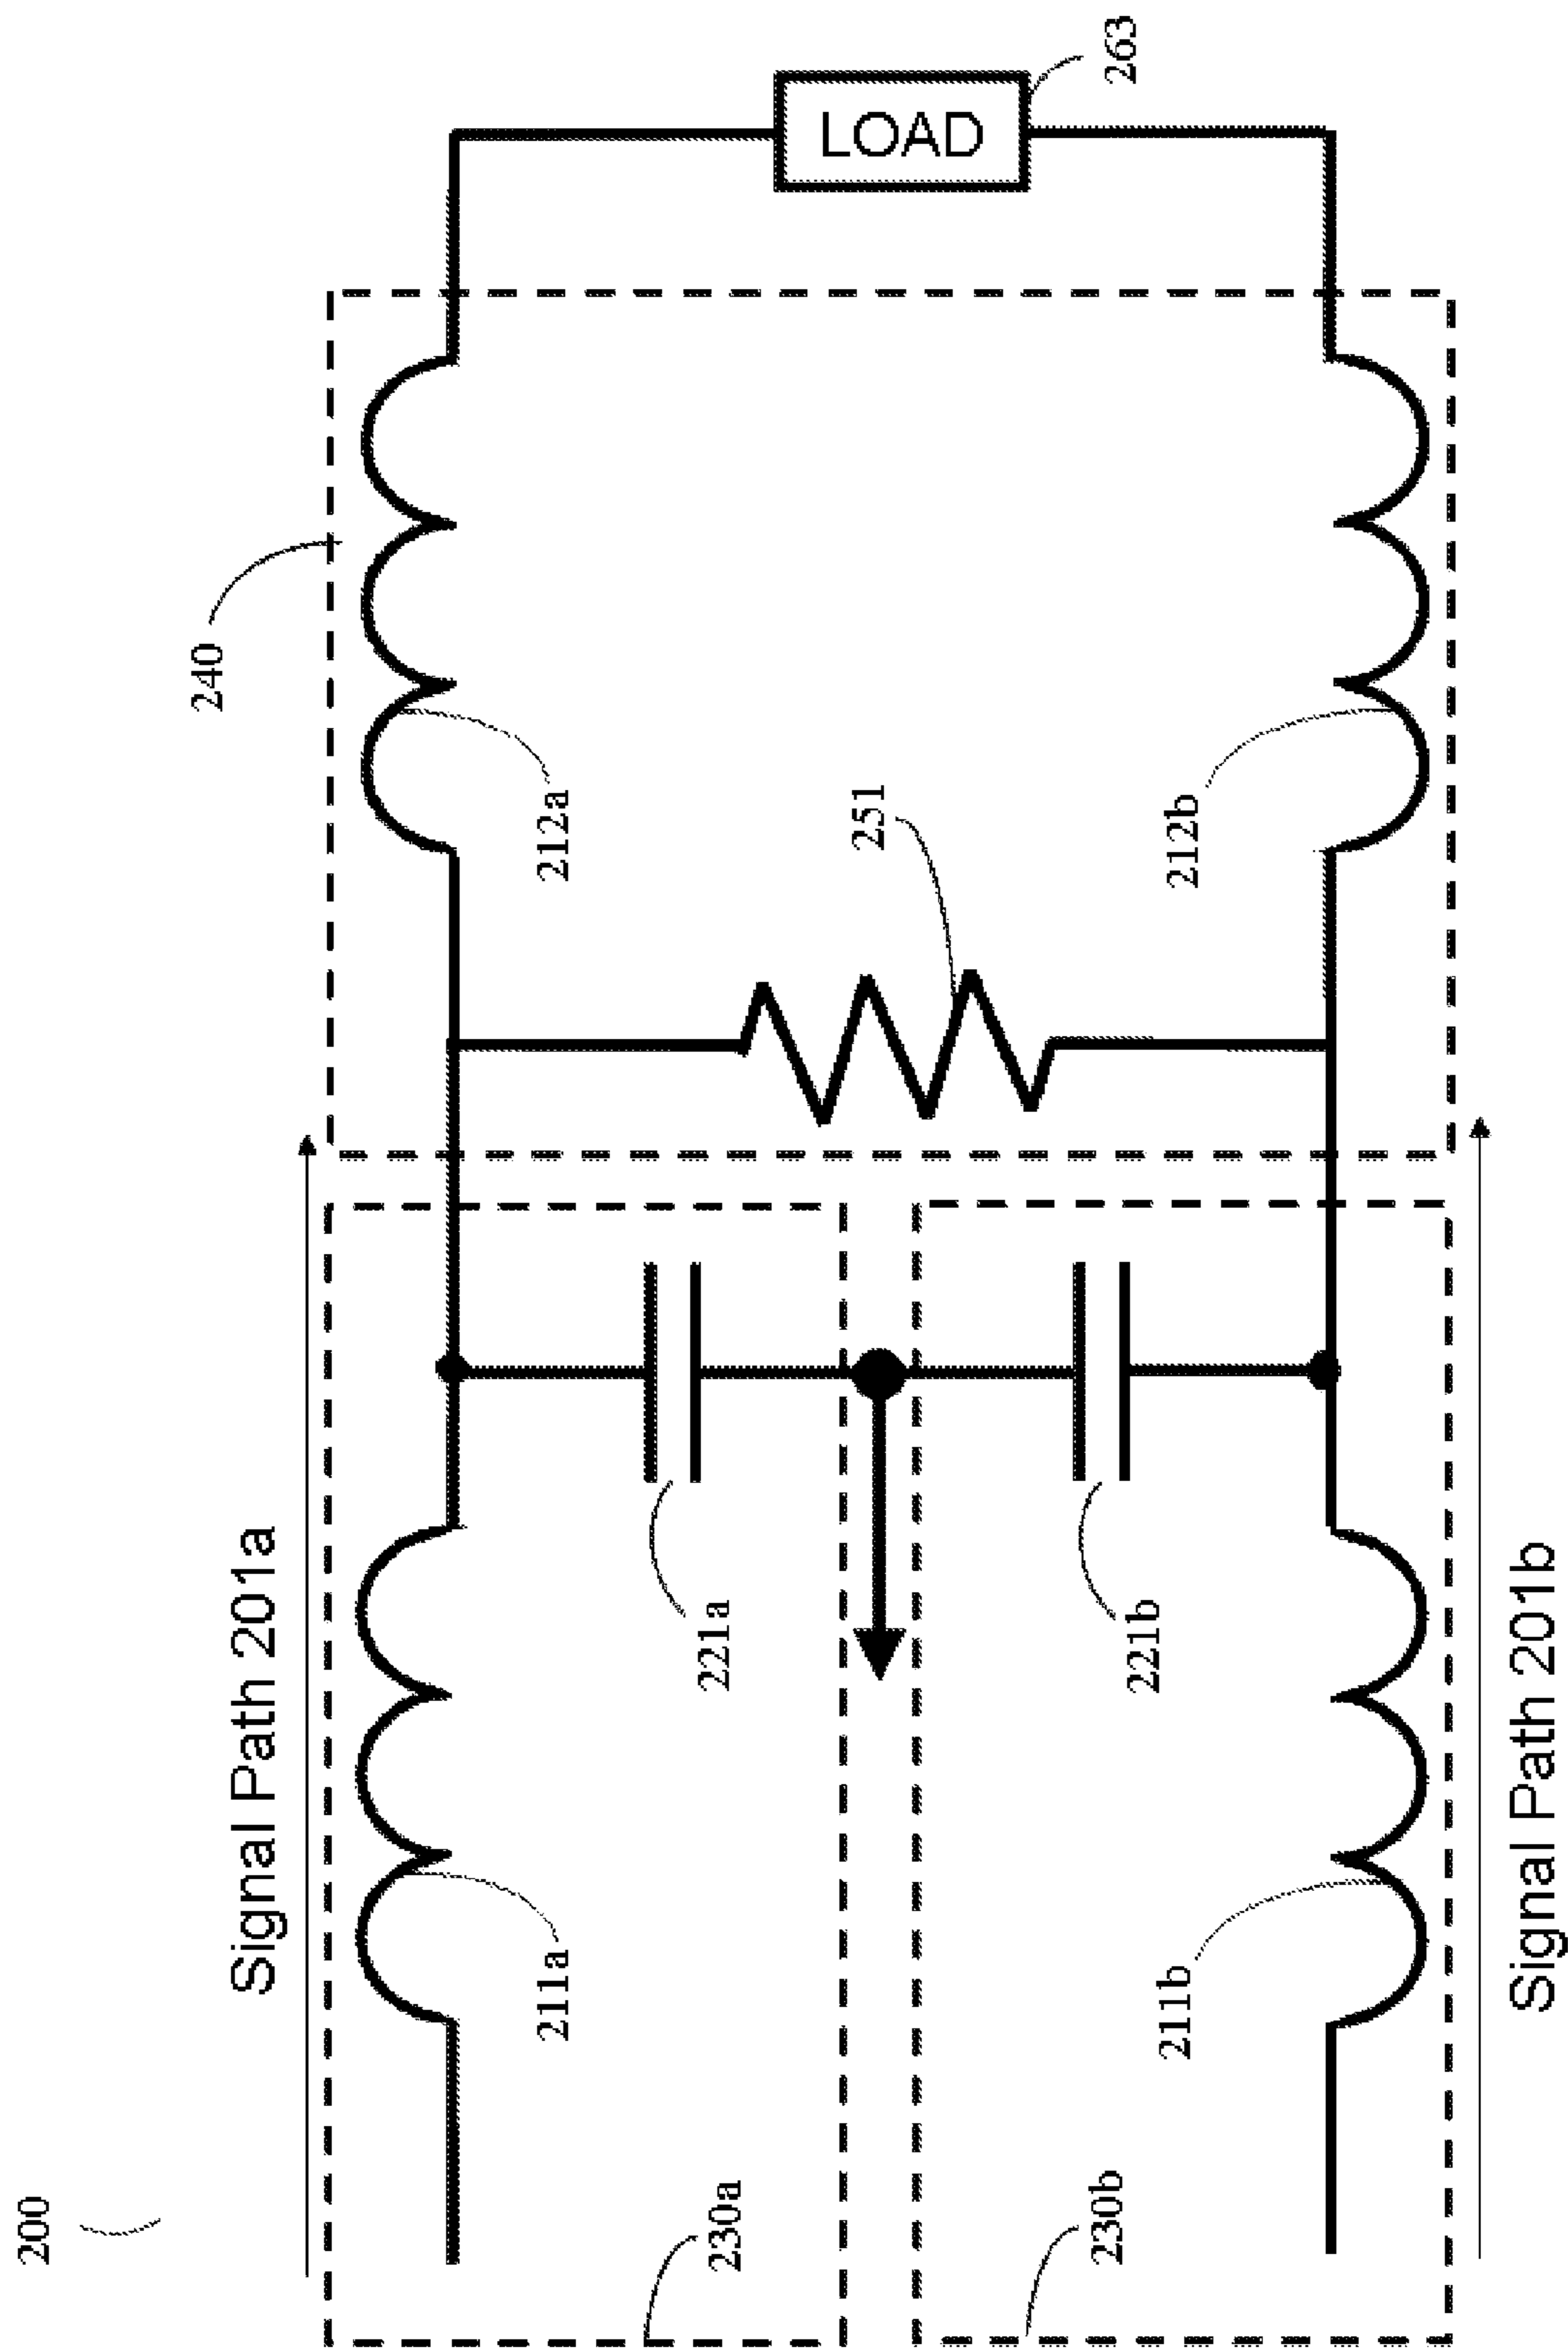 200
Signal Path 201a
240
230a
211a
221a
212a
251
LOAD
263
230b
211b
221b
212b
Signal Path 201b